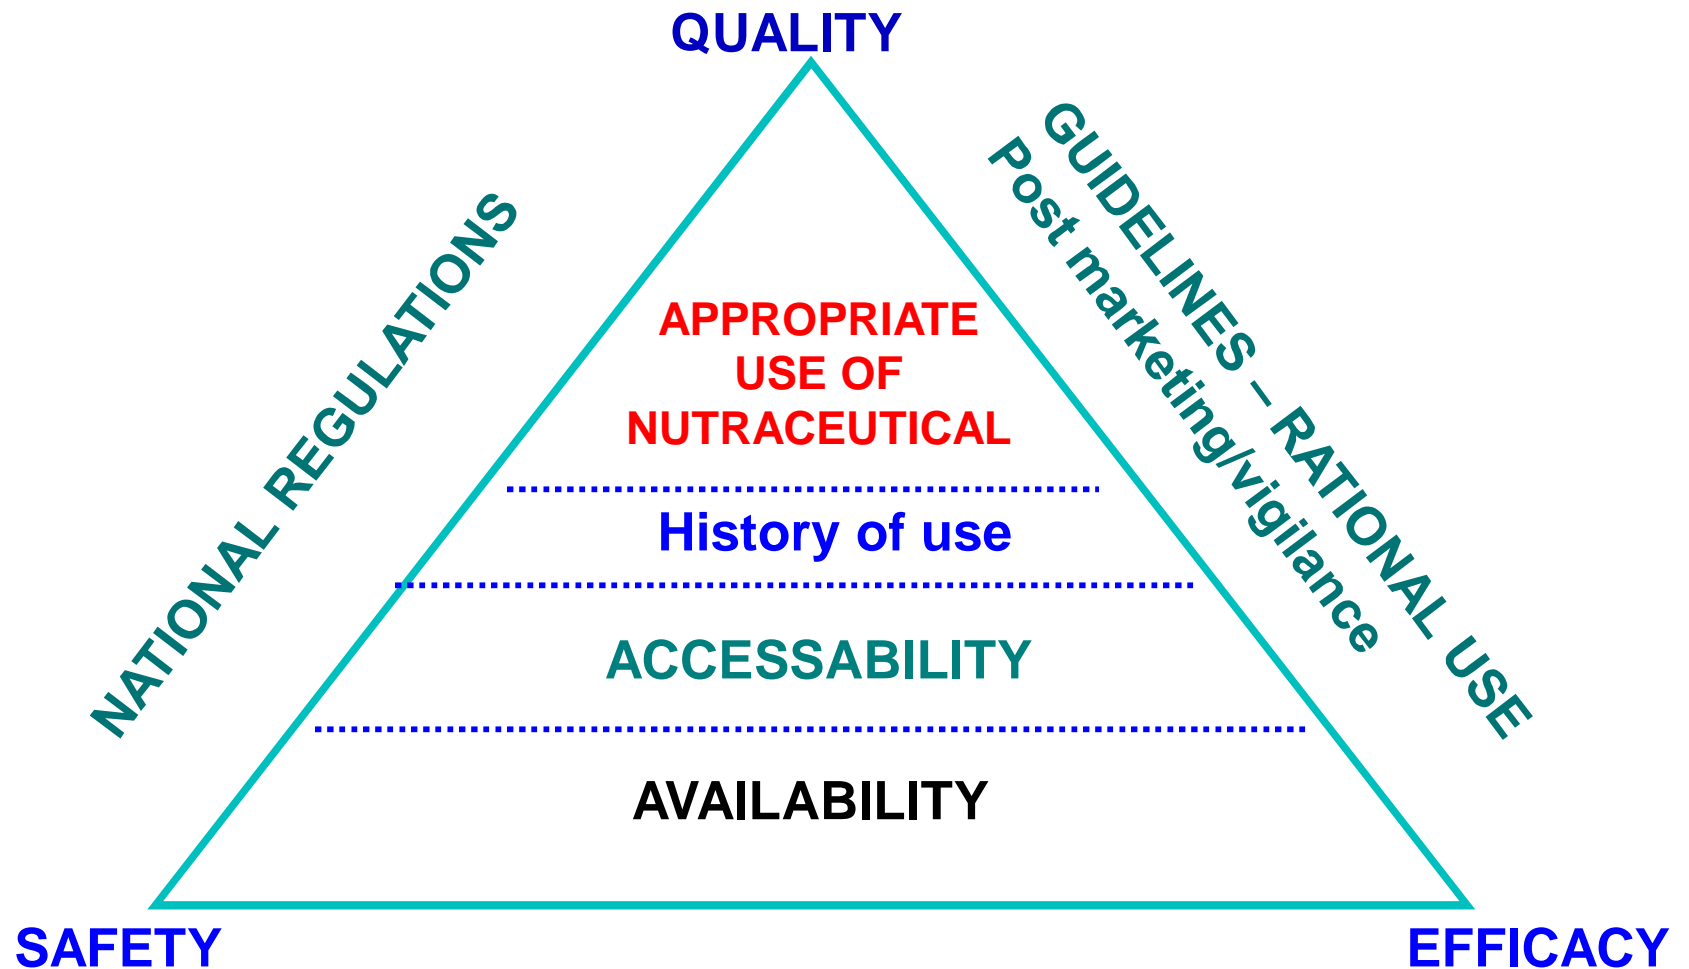 QUALITY
NATIONAL REGULATIONS
GUIDELINES – RATIONAL USE
Post marketing/vigilance
APPROPRIATE
USE OF
NUTRACEUTICAL
History of use
ACCESSABILITY
AVAILABILITY
SAFETY
EFFICACY